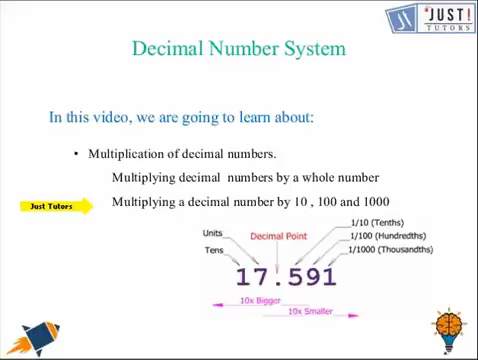 'JUST!
TUTORS
Decimal Number System
In this video, we are going to learn about:
• Multiplication of decimal numbers.
Multiplying decimal numbers by a whole number
Just Tutors
Multiplying a decimal number by 10 , 100 and 1000
Units
Decimal Point
1/10 (Tenths)
1/100 (Hundredths)
Tens
1/1000 (Thousandths)
17.591
10x Bigger
10x Smaller